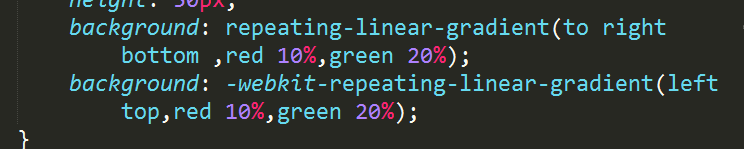 height: 50px;
background: repeating-linear-gradient(to right
bottom ,red 10%,green 20%);
background: -webkit-repeating-linear-gradient(left
top,red 10%,green 20%);
}